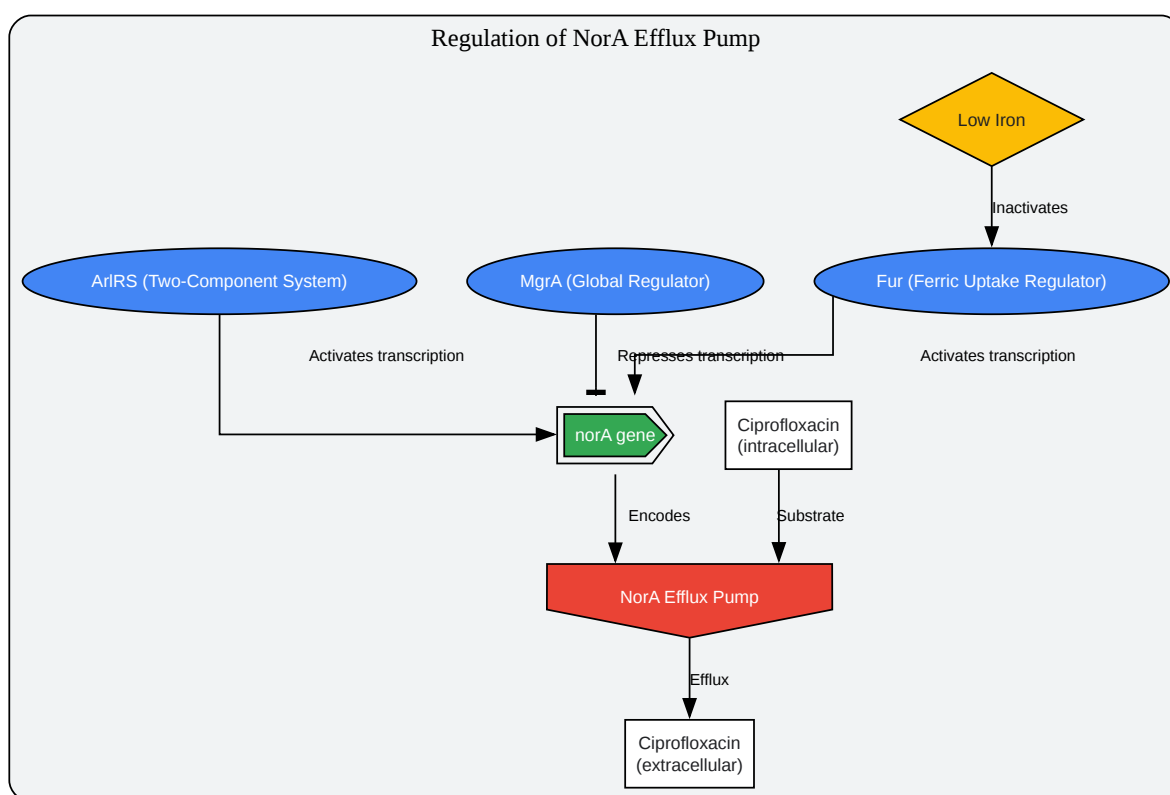 Regulation of NorA Efflux Pump
Low Iron
Inactivates
ArlRS (Two-Component System)
MgrA (Global Regulator)
Fur (Ferric Uptake Regulator)
Activates transcription
Represses transcription
Activates transcription
norA gene
Ciprofloxacin
(intracellular)
Encodes
Substrate
NorA Efflux Pump
Efflux
Ciprofloxacin
(extracellular)